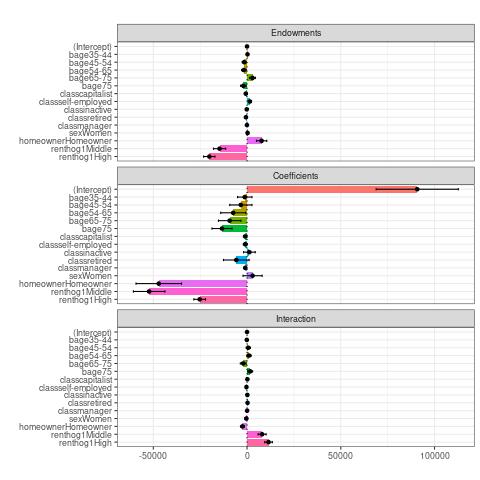 Endowments
(Intercept)
bage35-44
bage45-54
bage54-65
bage65-75
bage75
classcapitalist
classself-employed
classinactive
classretired
classmanager
sexWomen
homeownerHomeowner
renthog1Middle
renthog1High
Coefficients
(Intercept)
bage35-44
bage45-54
bage54-65
bage65-75
bage75
classcapitalist
classself-employed
classinactive
classretired
classmanager
sexWomen
homeownerHomeowner
renthog1Middle
renthog1High
Interaction
(Intercept)
bage35-44
bage45-54
bage54-65
bage65-75
bage75
classcapitalist
classself-employed
classinactive
classretired
classmanager
sexWomen
homeownerHomeowner
renthog1Middle
renthog1High
-50000 0 50000 100000